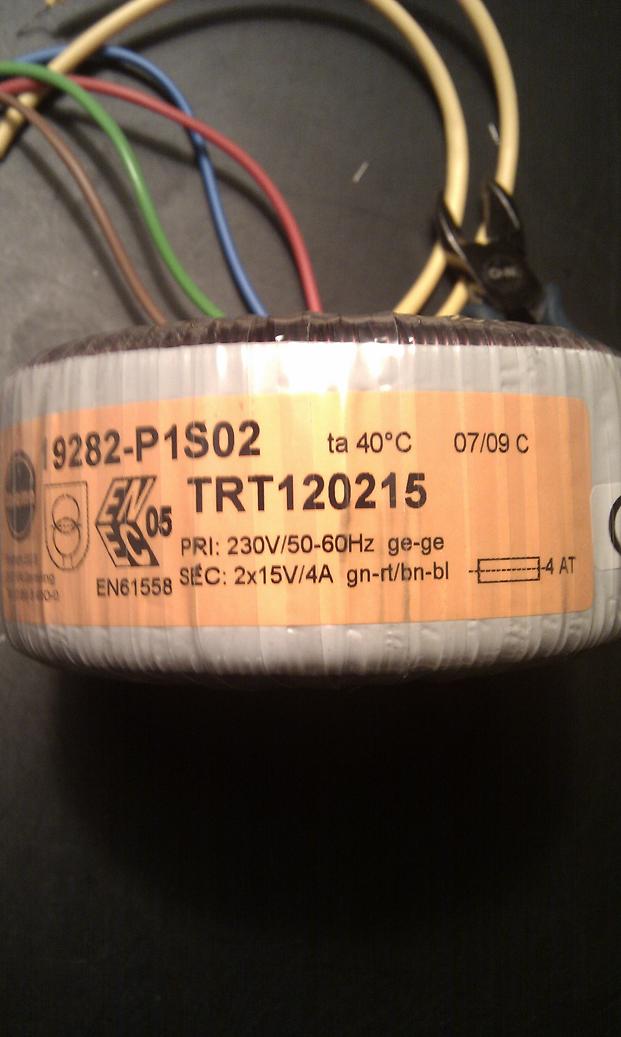 19282-P1S02 ta 40°C 07/09 C
TRT120215
05
PRI: 230V/50-60Hz ge-ge
EN61558 SEC: 2x15V/4A gn-rt/bn-bl
4 AT